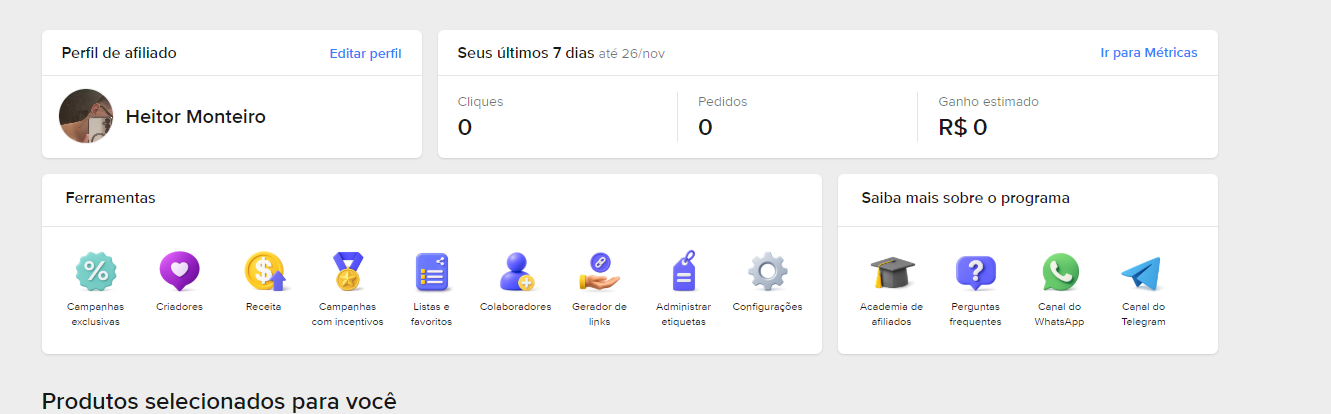 Perfil de afiliado
Editar perfil
Heitor Monteiro
Seus últimos 7 dias até 26/nov
Ir para Métricas
Cliques
0
Pedidos
0
Ganho estimado
R$ 0
Ferramentas
Campanhas
exclusivas
Criadores
Receita
Campanhas
com incentivos
Listas e
favoritos
Colaboradores
Gerador de
links
Administrar
etiquetas
Configurações
Saiba mais sobre o programa
Academia de
afiliados
Perguntas
frequentes
Canal do
WhatsApp
Canal do
Telegram
Produtos selecionados para você